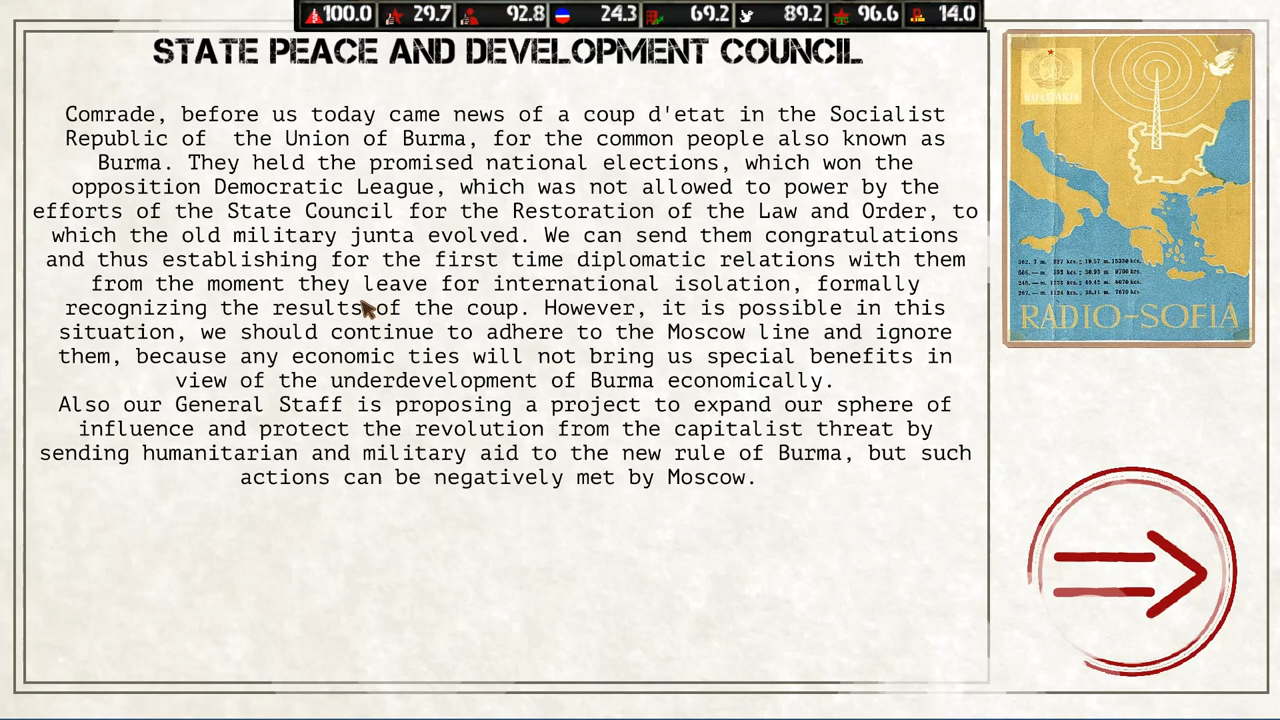 100.0 29.7 92.8 24.3 69.2 89.2 96.6 14.0
STATE PEACE AND DEVELOPMENT COUNCIL
Comrade, before us today came news of a coup d'etat in the Socialist
Republic of  the Union of Burma, for the common people also known as
Burma. They held the promised national elections, which won the
opposition Democratic League, which was not allowed to power by the
efforts of the State Council for the Restoration of the Law and Order, to
which the old military junta evolved. We can send them congratulations
and thus establishing for the first time diplomatic relations with them
from the moment they leave for international isolation, formally
recognizing the results of the coup. However, it is possible in this
situation, we should continue to adhere to the Moscow line and ignore
them, because any economic ties will not bring us special benefits in
view of the underdevelopment of Burma economically.
Also our General Staff is proposing a project to expand our sphere of
influence and protect the revolution from the capitalist threat by
sending humanitarian and military aid to the new rule of Burma, but such
actions can be negatively met by Moscow.
BULGARIA
RADIO-SOFIA